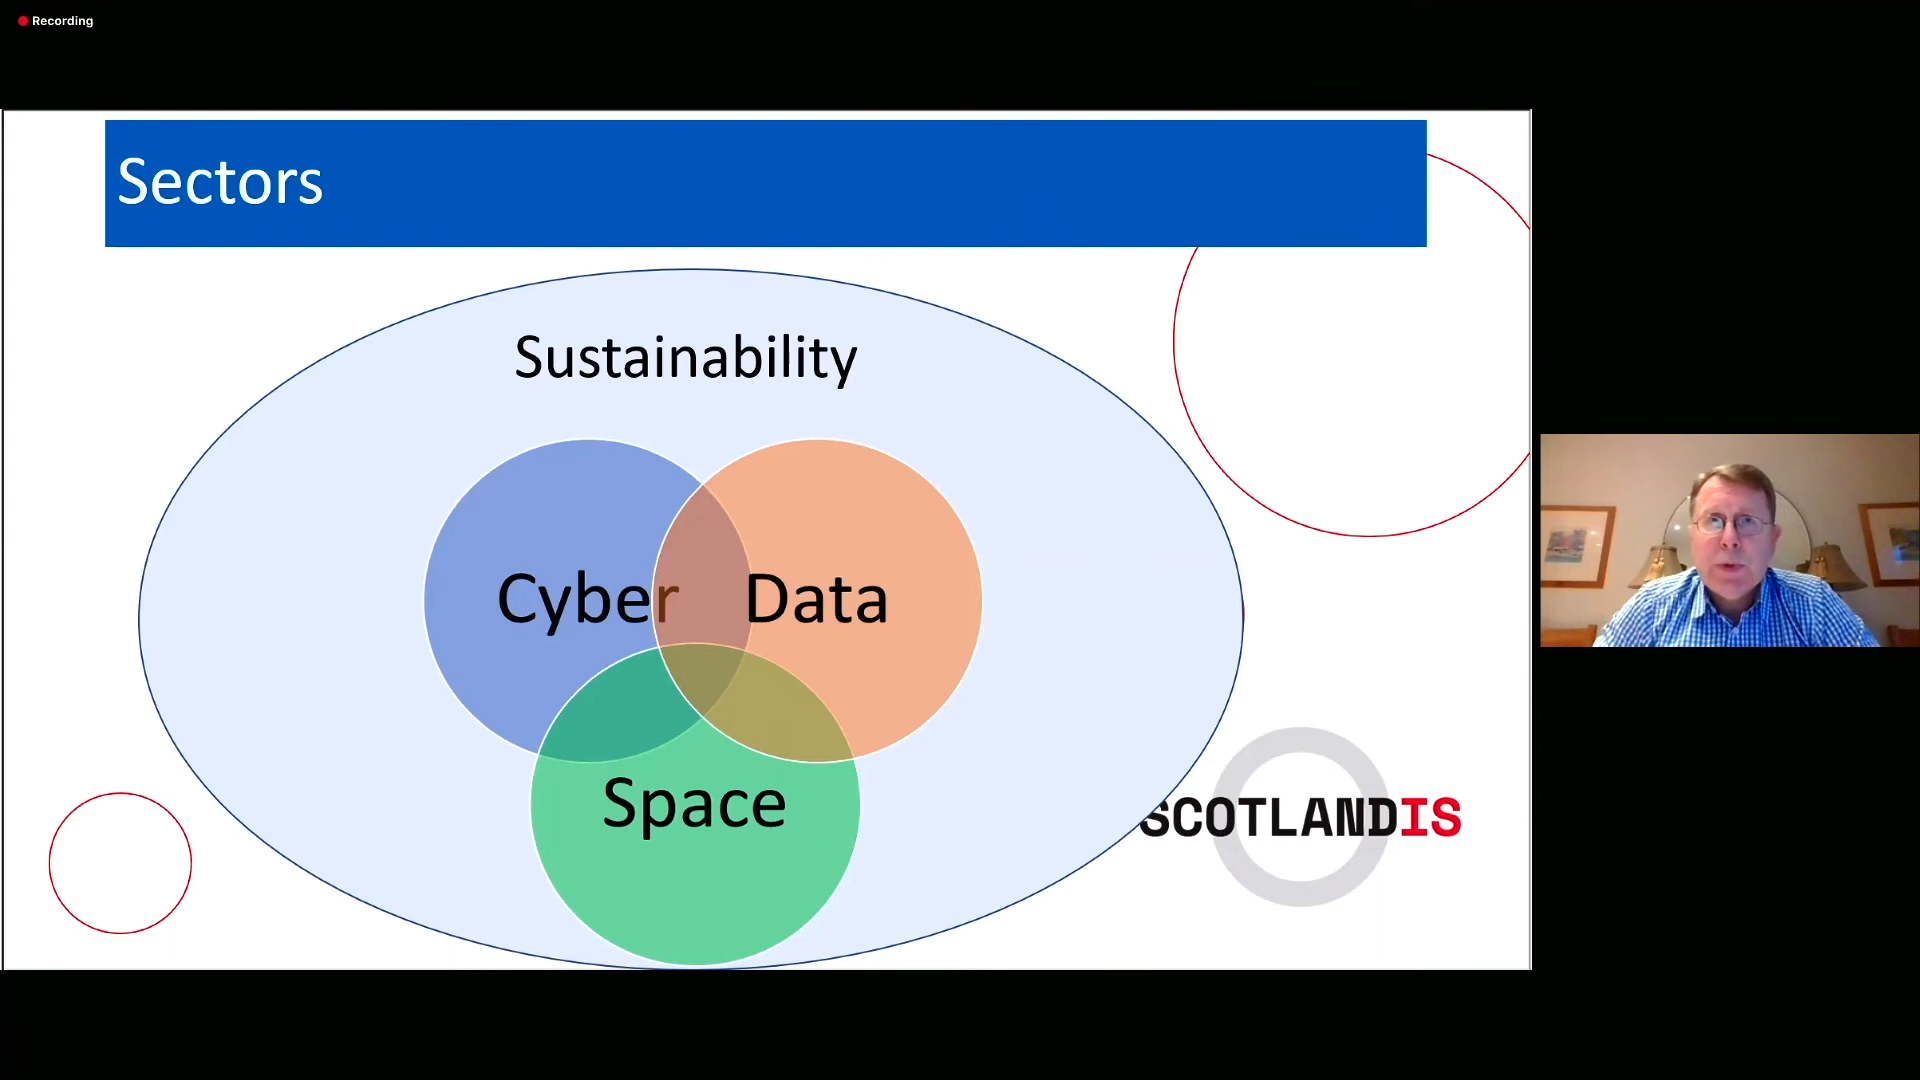 Recording
Sectors
Sustainability
Cyber
Data
Space
SCOTLANDIS